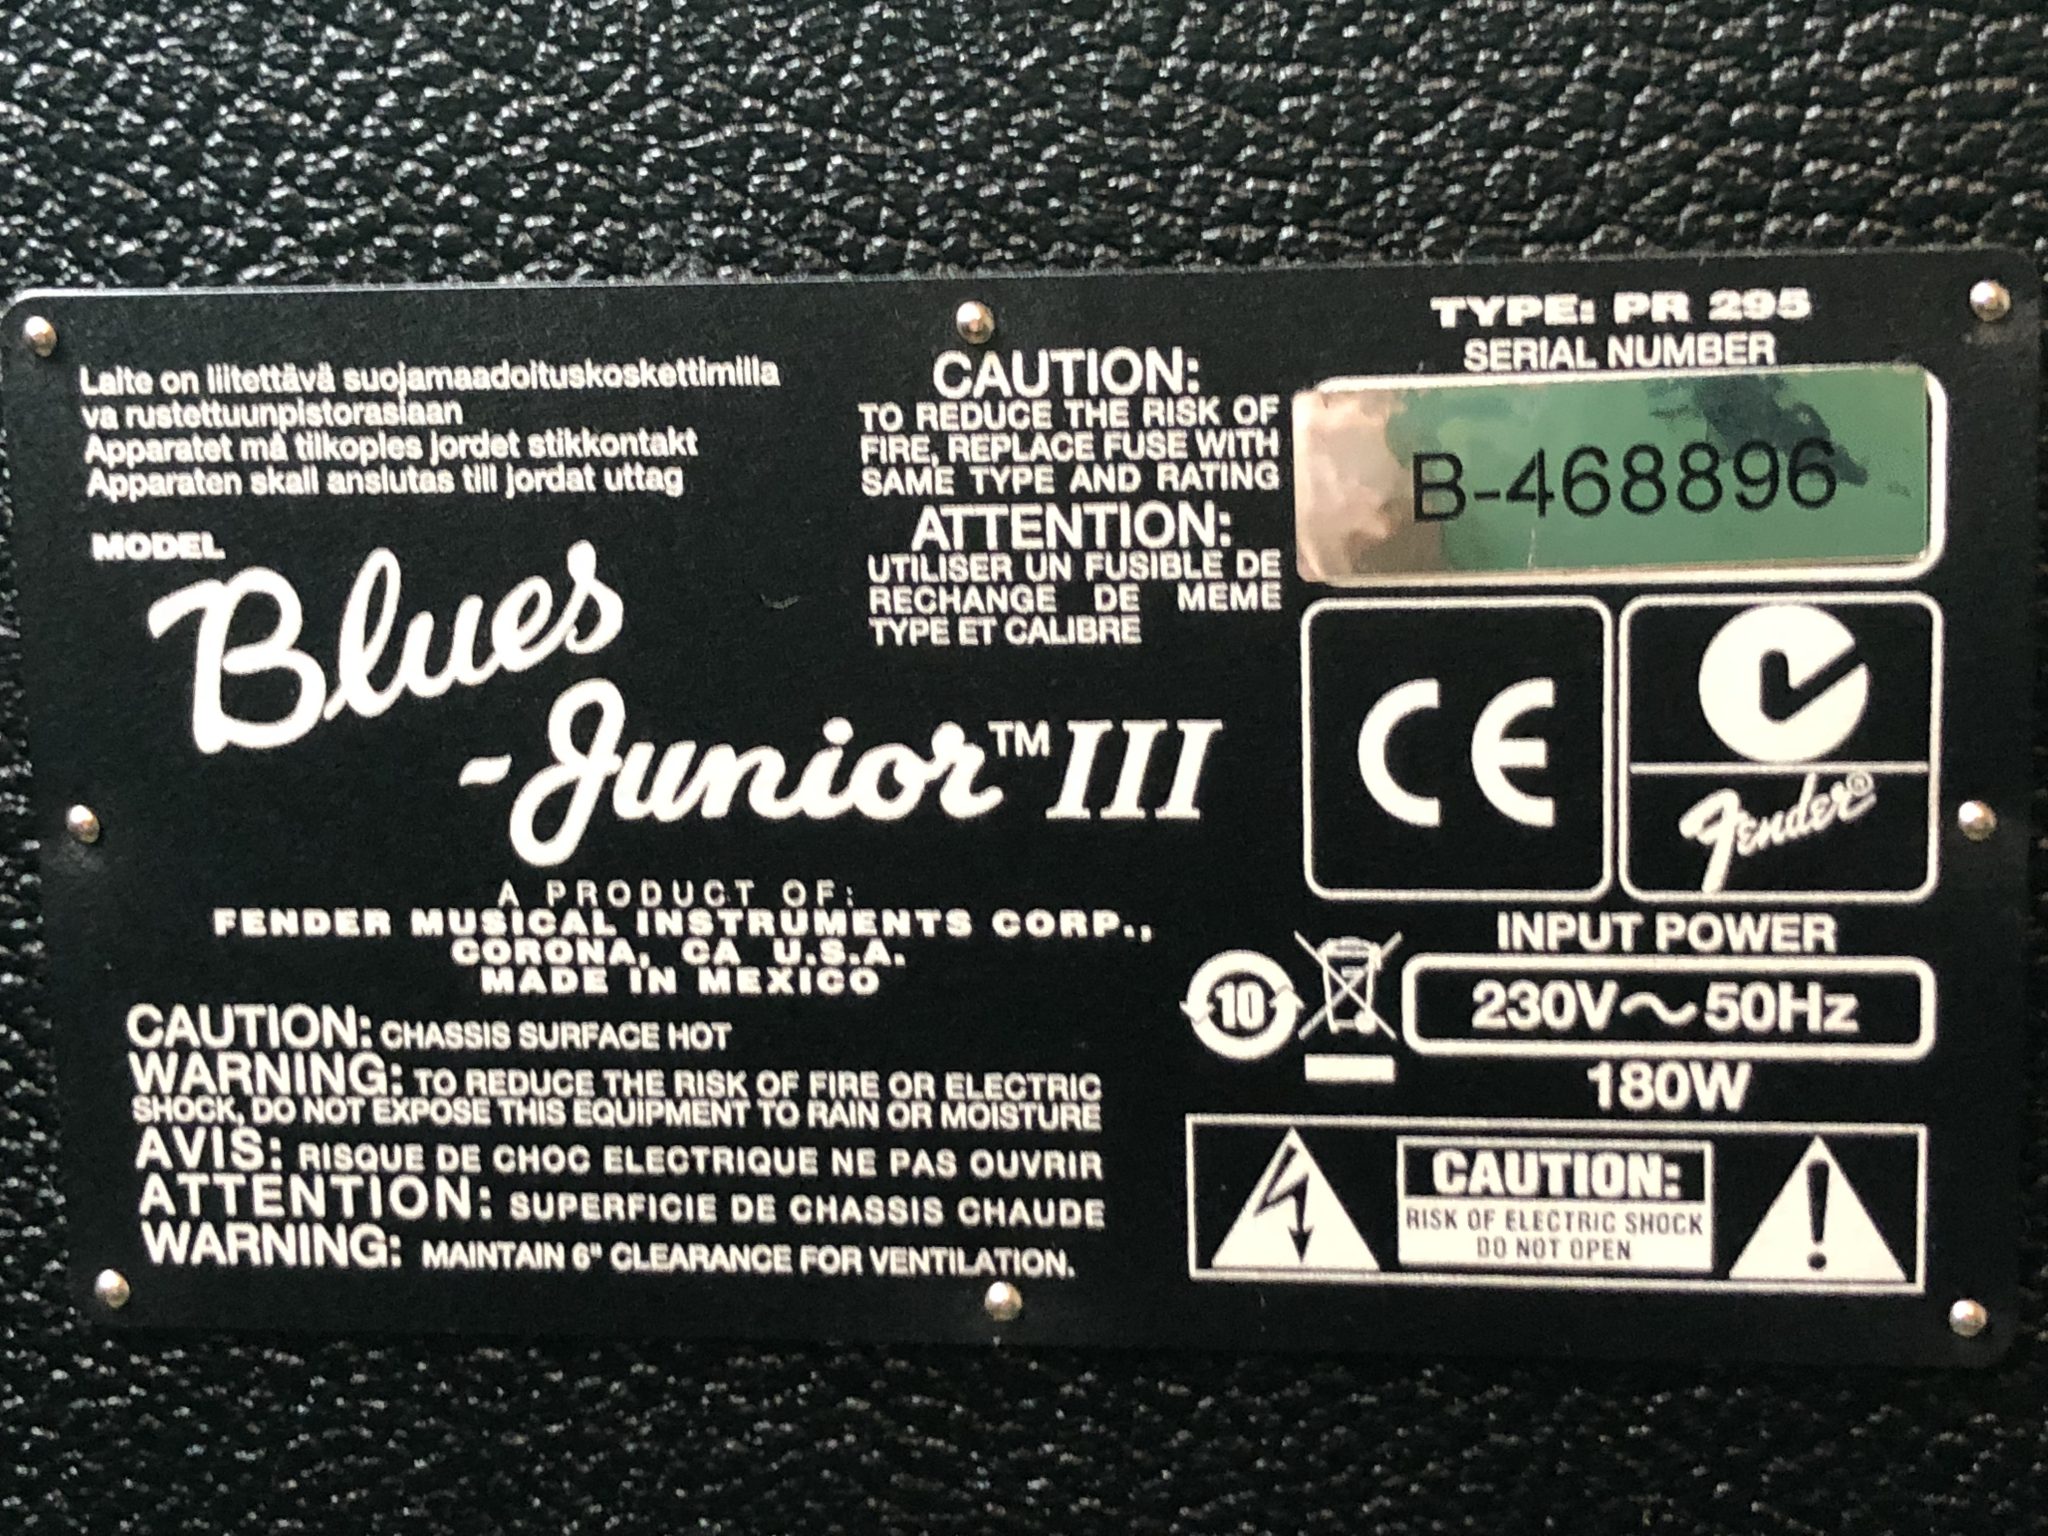 Laite on liitettävä suojamaadoituskoskettimilla
va rustettuunpistorasiaan
Apparatet må tilkoples jordet stikkontakt
Apparaten skall anslutas till jordat uttag
MODEL
Blues
Junior™ III
A PRODUCT OF:
FENDER MUSICAL INSTRUMENTS CORP.,
CORONA, CA U.S.A.
MADE IN MEXICO
CAUTION: CHASSIS SURFACE HOT
WARNING: TO REDUCE THE RISK OF FIRE OR ELECTRIC
SHOCK, DO NOT EXPOSE THIS EQUIPMENT TO RAIN OR MOISTURE
AVIS: RISQUE DE CHOC ELECTRIQUE NE PAS OUVRIR
ATTENTION: SUPERFICIE DE CHASSIS CHAUDE
WARNING: MAINTAIN 6" CLEARANCE FOR VENTILATION.
CAUTION:
TO REDUCE THE RISK OF
FIRE, REPLACE FUSE WITH
SAME TYPE AND RATING
ATTENTION:
UTILISER UN FUSIBLE DE
RECHANGE DE MEME
TYPE ET CALIBRE
TYPE: PR 295
SERIAL NUMBER
B-468896
CE
Fender®
INPUT POWER
10
230V~50Hz
180W
CAUTION:
RISK OF ELECTRIC SHOCK
DO NOT OPEN